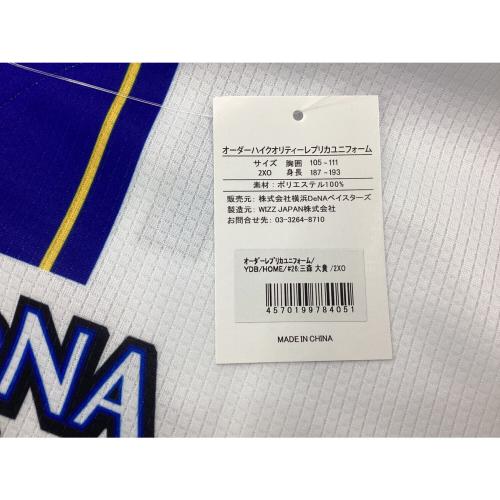 オーダーハイクオリティーレプリカユニフォーム
サイズ 胸囲 105-111
2XO 身長 187-193
素材:ポリエステル100%
販売元:株式会社横浜DeNAベイスターズ
製造元:WIZZ JAPAN株式会社
お問合せ先:03-3264-8710
オーダーレプリカユニフォーム/
YDB/HOME/#26:三森 大貴 /2XO
4570199784051
MADE IN CHINA
NA